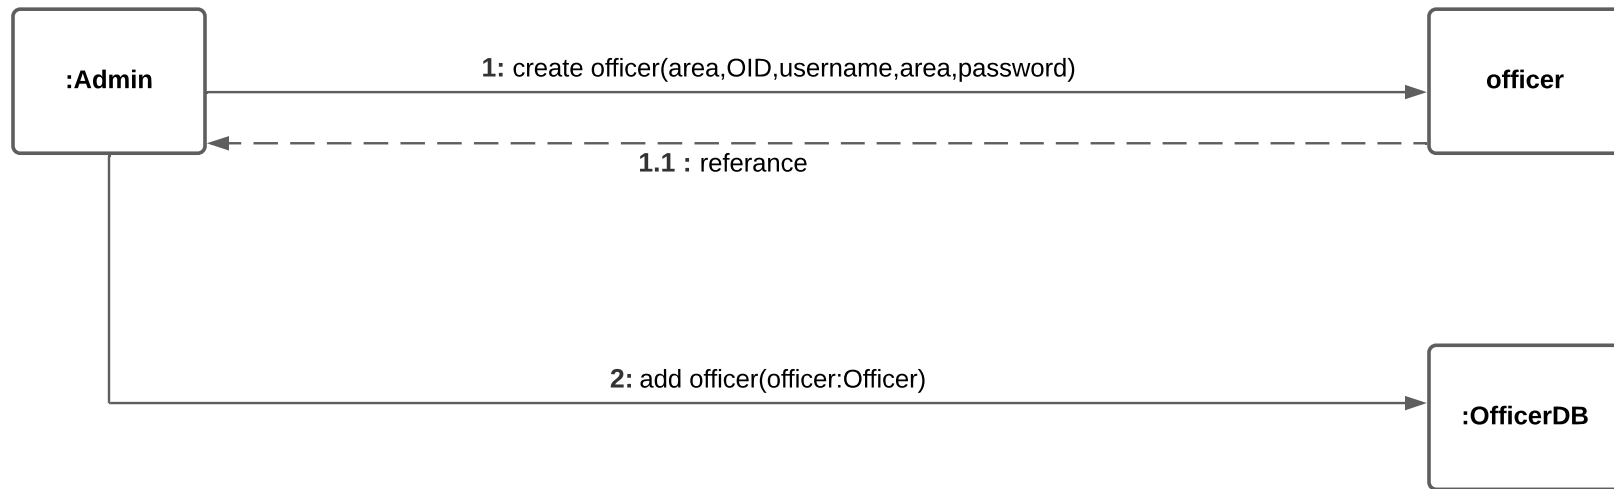 :Admin
1: create officer(area,OID,username,area,password)
officer
1.1 : referance
2: add officer(officer:Officer)
:OfficerDB